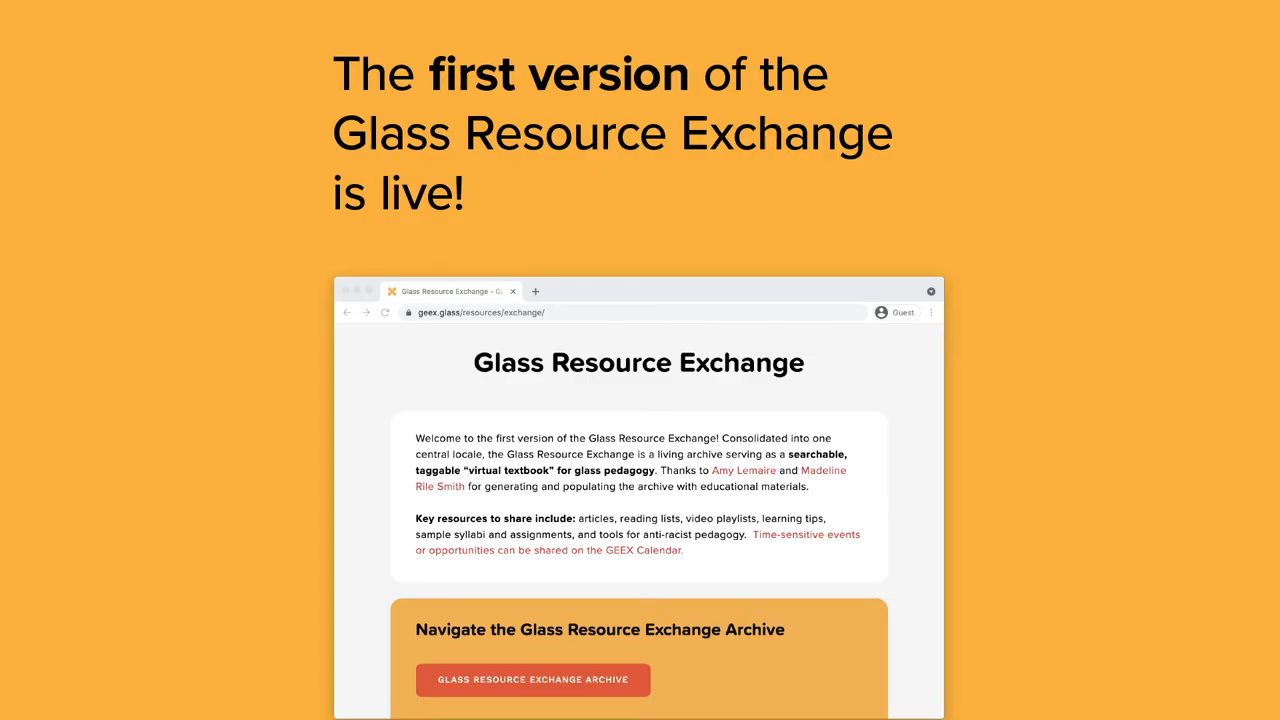 The first version of the
Glass Resource Exchange
is live!
Glass Resource Exchange - G
geex.glass/resources/exchange/
Guest
Glass Resource Exchange
Welcome to the first version of the Glass Resource Exchange! Consolidated into one
central locale, the Glass Resource Exchange is a living archive serving as a searchable,
taggable “virtual textbook” for glass pedagogy. Thanks to Amy Lemaire and Madeline
Rile Smith for generating and populating the archive with educational materials.
Key resources to share include: articles, reading lists, video playlists, learning tips,
sample syllabi and assignments, and tools for anti-racist pedagogy. Time-sensitive events
or opportunities can be shared on the GEEX Calendar.
Navigate the Glass Resource Exchange Archive
GLASS RESOURCE EXCHANGE ARCHIVE